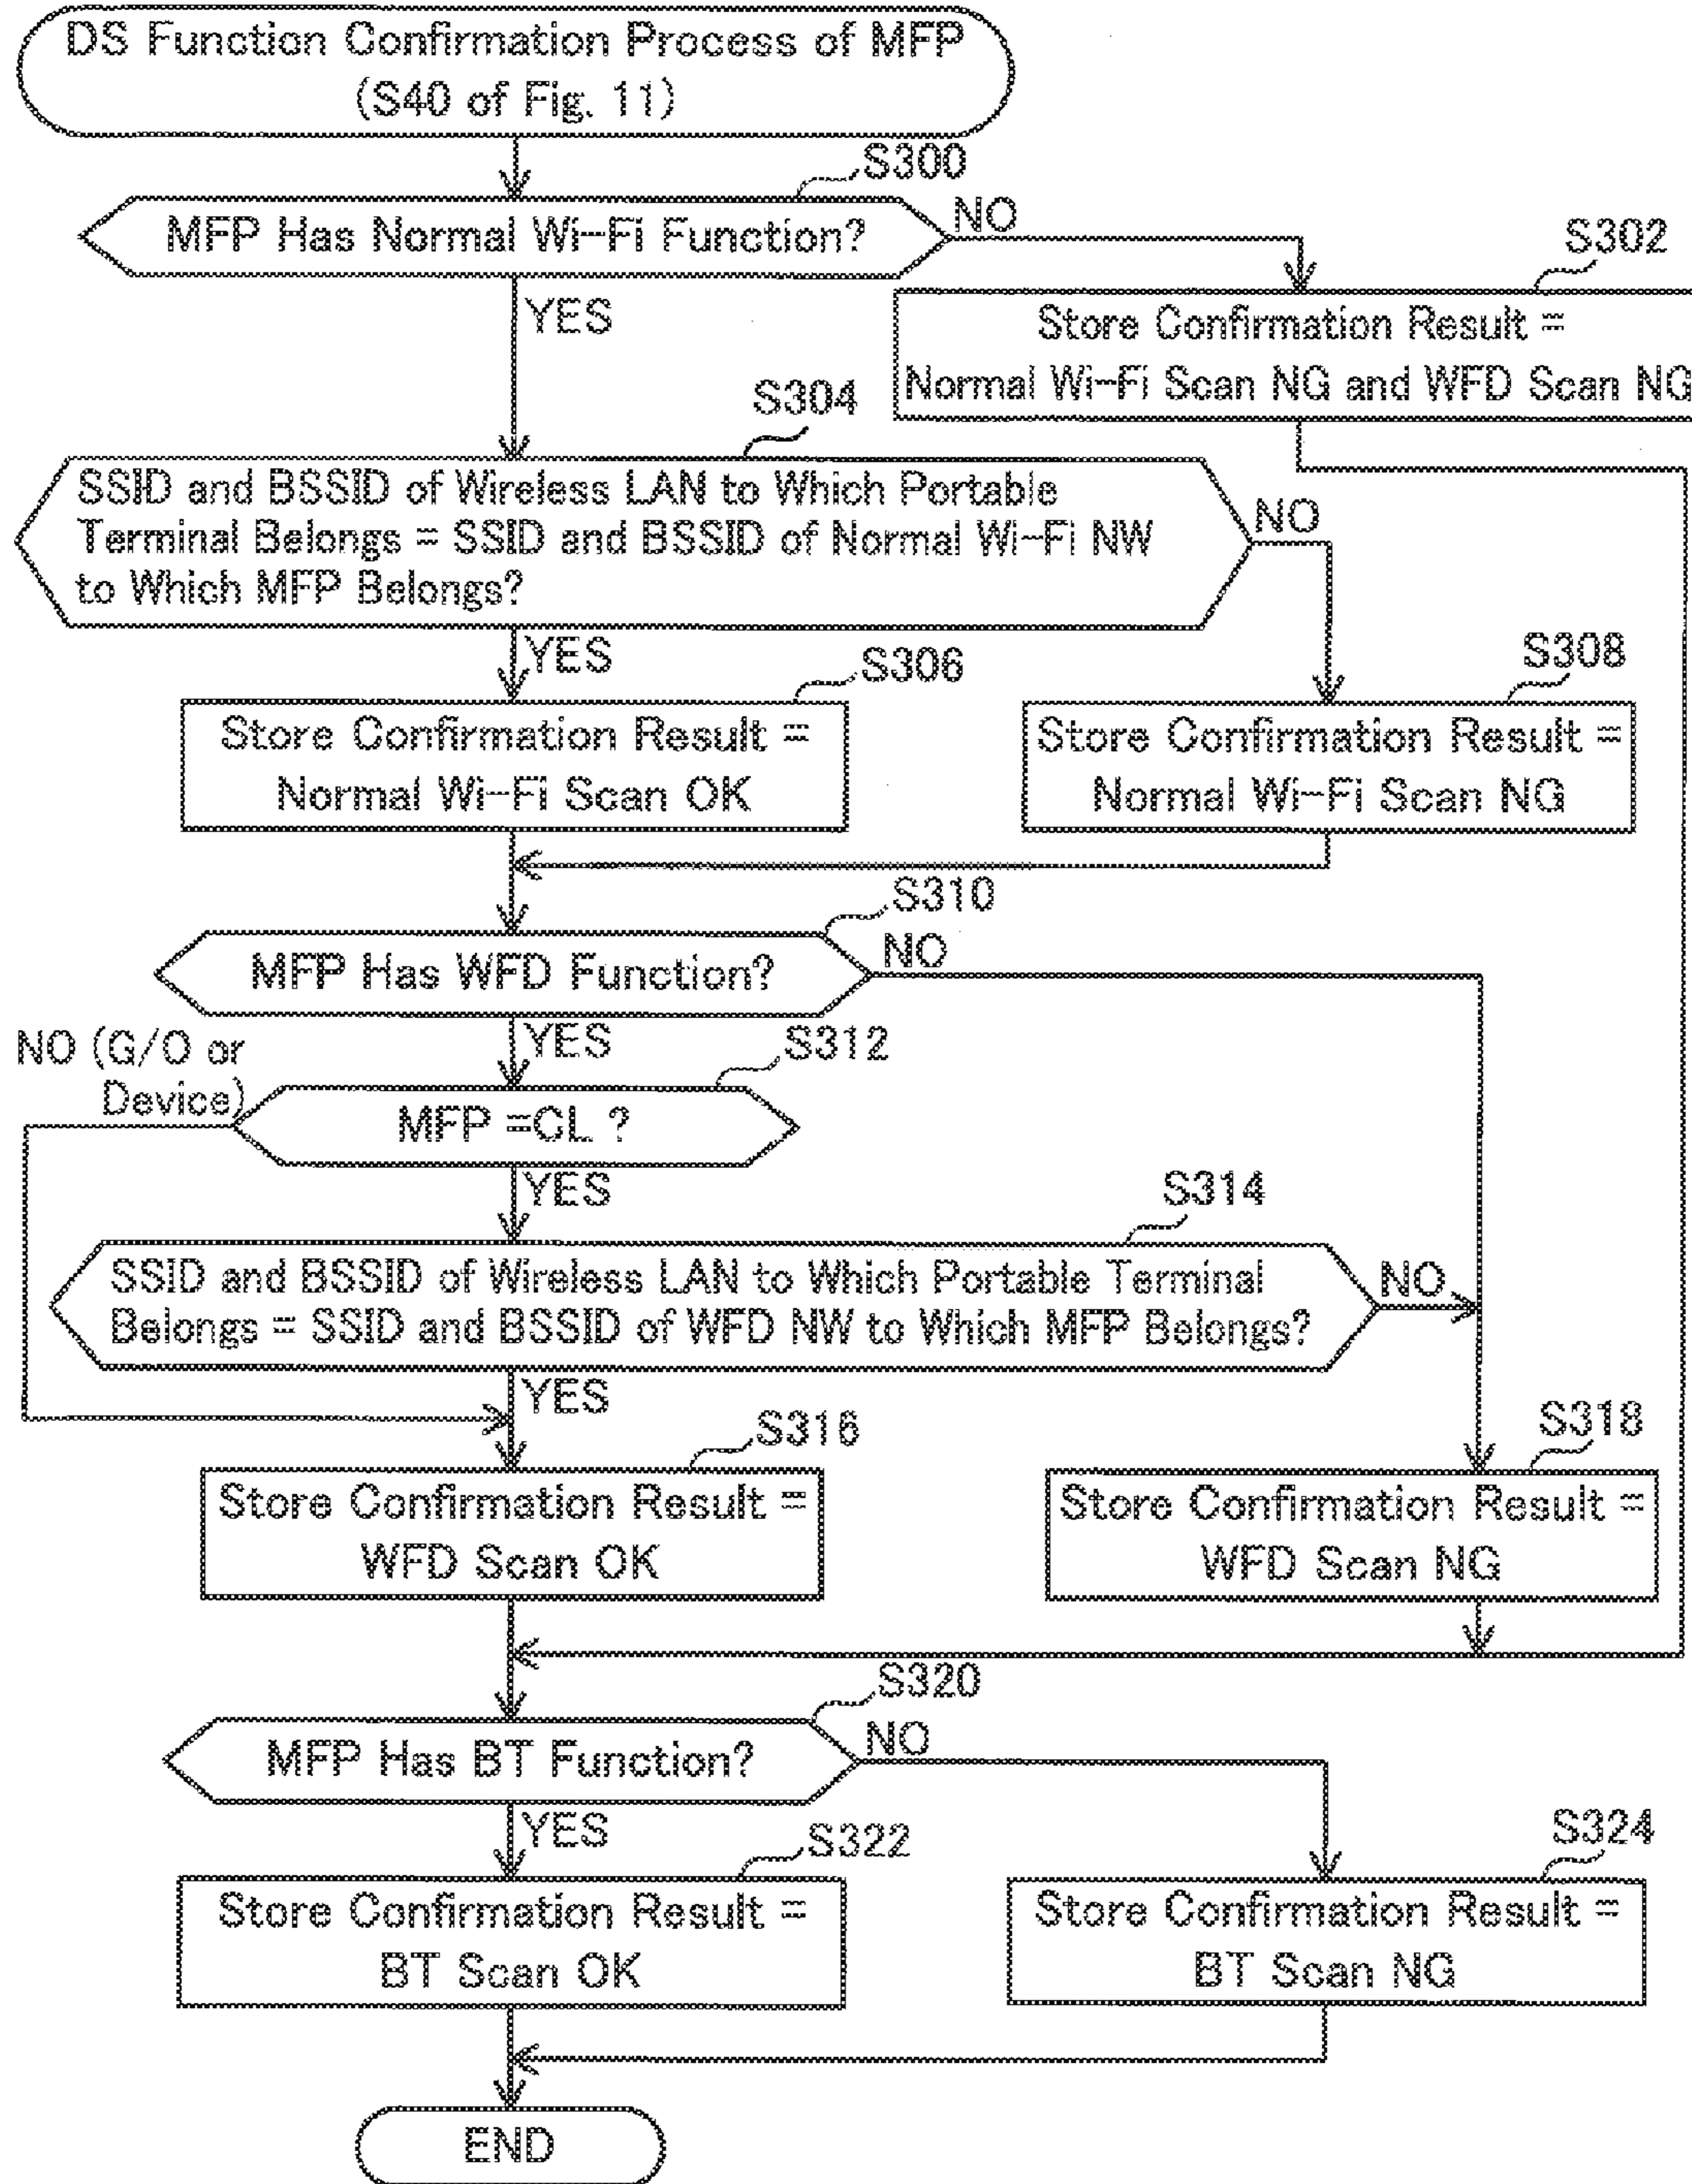 DS Function Confirmation Process of MFP
(S40 of Fig. 11)
S300
MFP Has Normal Wi-Fi Function?
NO
S302
YES
Store Confirmation Result =
Normal Wi-Fi Scan NG and WFD Scan NG
S304
SSID and BSSID of Wireless LAN to Which Portable
Terminal Belongs = SSID and BSSID of Normal Wi-Fi NW
to Which MFP Belongs?
NO
YES
S306
S308
Store Confirmation Result =
Normal Wi-Fi Scan OK
Store Confirmation Result =
Normal Wi-Fi Scan NG
S310
MFP Has WFD Function?
NO
YES
S312
NO (G/O or
Device)
MFP =CL ?
YES
S314
SSID and BSSID of Wireless LAN to Which Portable Terminal
Belongs = SSID and BSSID of WFD NW to Which MFP Belongs?
NO
YES
S316
S318
Store Confirmation Result =
WFD Scan OK
Store Confirmation Result =
WFD Scan NG
S320
MFP Has BT Function?
NO
YES
S322
S324
Store Confirmation Result =
BT Scan OK
Store Confirmation Result =
BT Scan NG
END